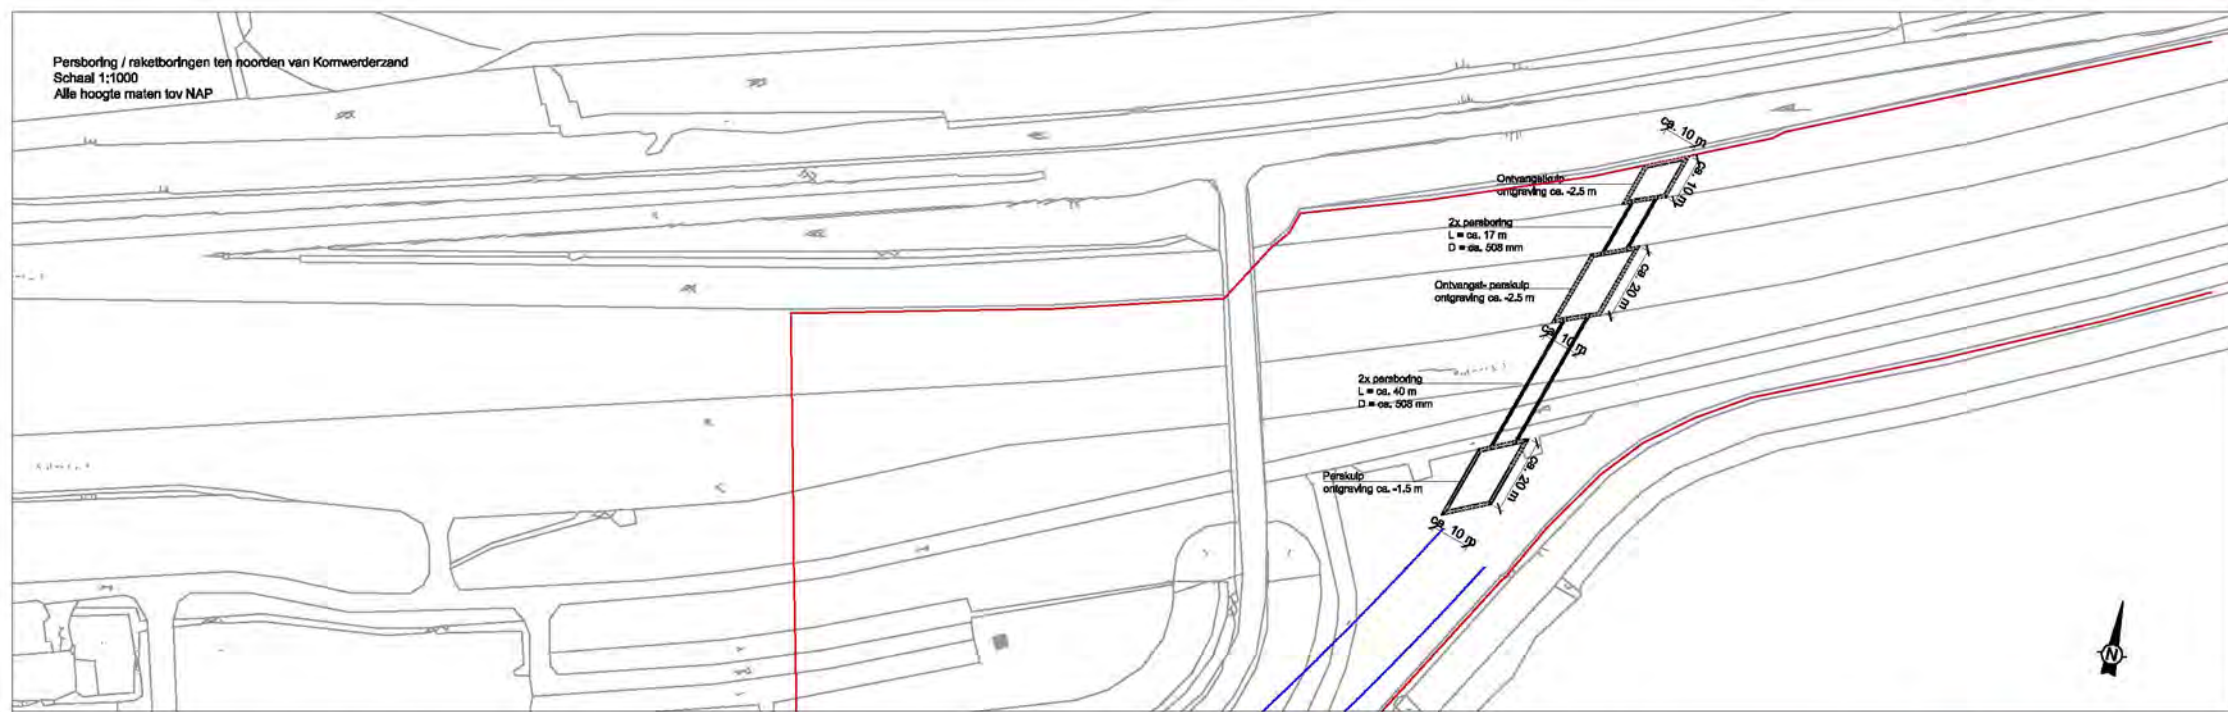 Persboring / raketboringen ten noorden van Kornwerderzand
Schaal 1:1000
Alle hoogte maten tov NAP
ca. 10 m
ca. 10 m
Ontvangstkuip
ontgraving ca. -2.5 m
2x persboring
L = ca. 17 m
D = ca. 508 mm
ca. 20 m
Ontvangst- perskuip
ontgraving ca. -2.5 m
ca. 10 m
2x persboring
L = ca. 40 m
D = ca. 508 mm
ca. 20 m
Perskuip
ontgraving ca. -1.5 m
ca. 10 m
N